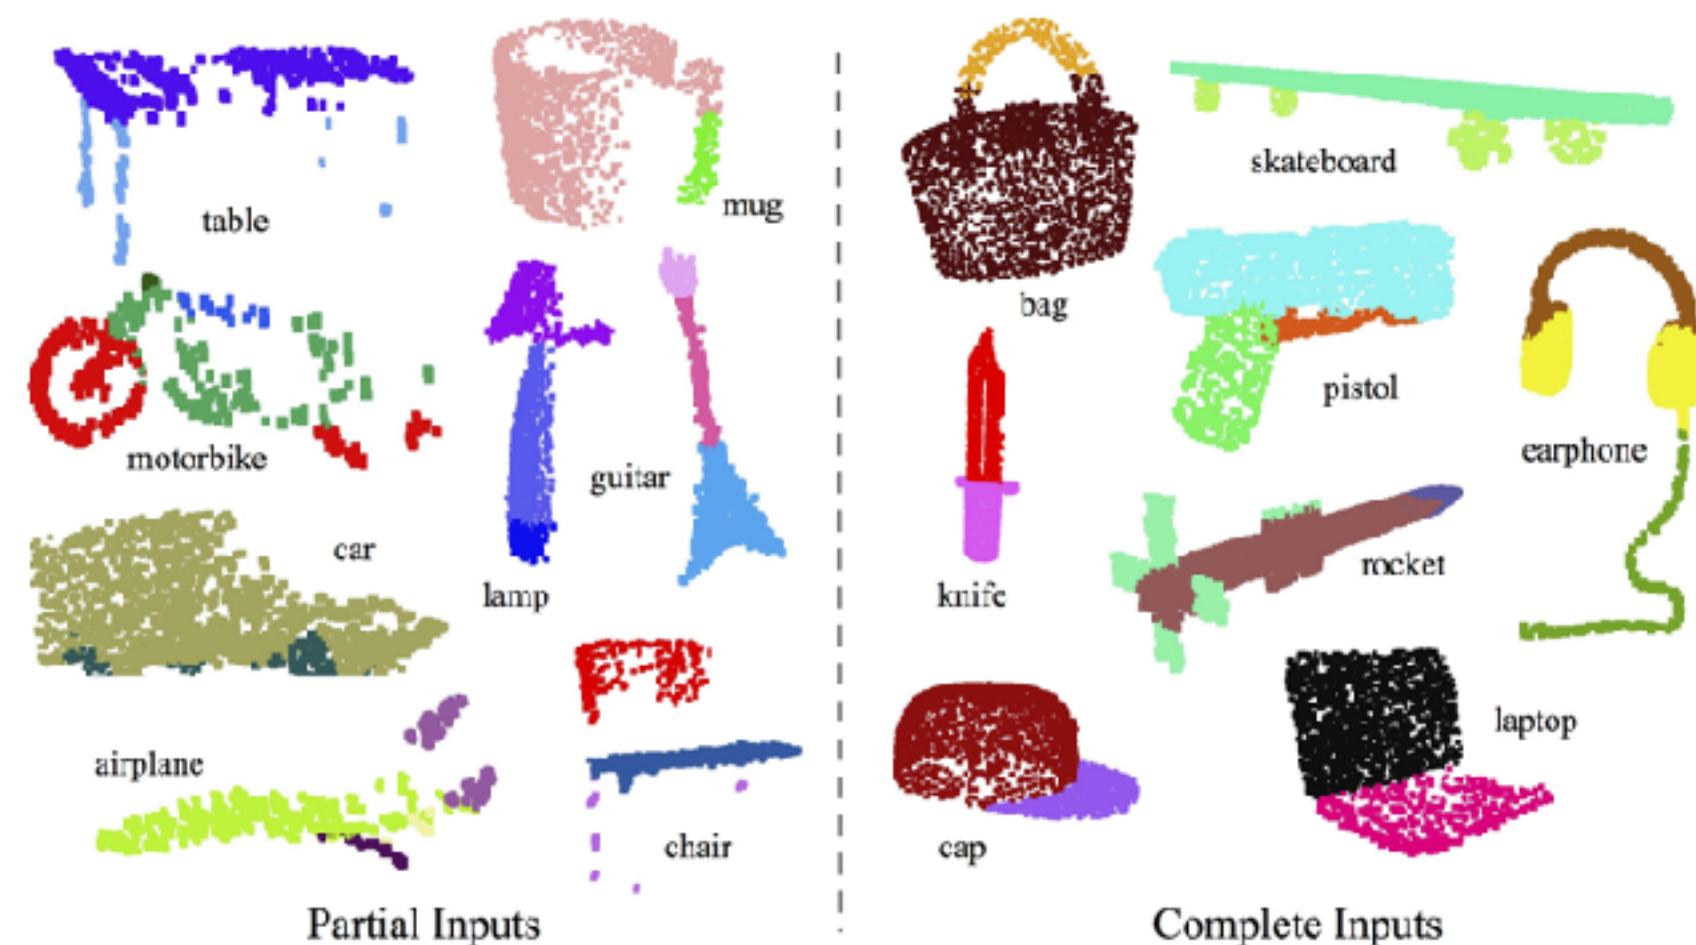 table
mug
motorbike
guitar
car
lamp
airplane
chair
Partial Inputs
skateboard
bag
pistol
earphone
knife
rocket
laptop
cap
Complete Inputs